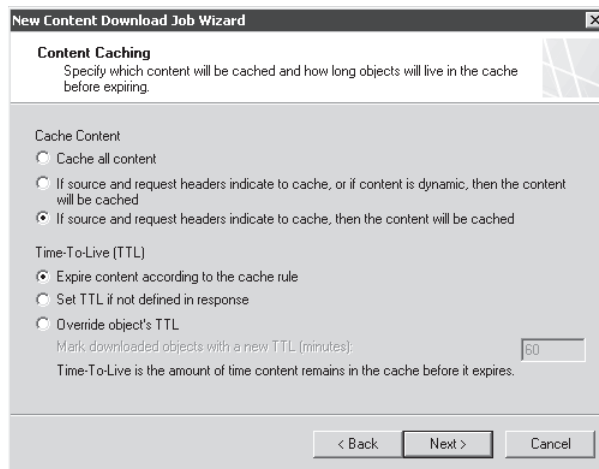 New Content Download Job Wizard
Content Caching
Specify which content will be cached and how long objects will live in the cache
before expiring.
Cache Content
Cache all content
If source and request headers indicate to cache, or if content is dynamic, then the content
will be cached
If source and request headers indicate to cache, then the content will be cached
Time-To-Live (TTL)
Expire content according to the cache rule
Set TTL if not defined in response
Override object's TTL
Mark downloaded objects with a new TTL (minutes): 60
Time-To-Live is the amount of time content remains in the cache before it expires.
< Back Next > Cancel